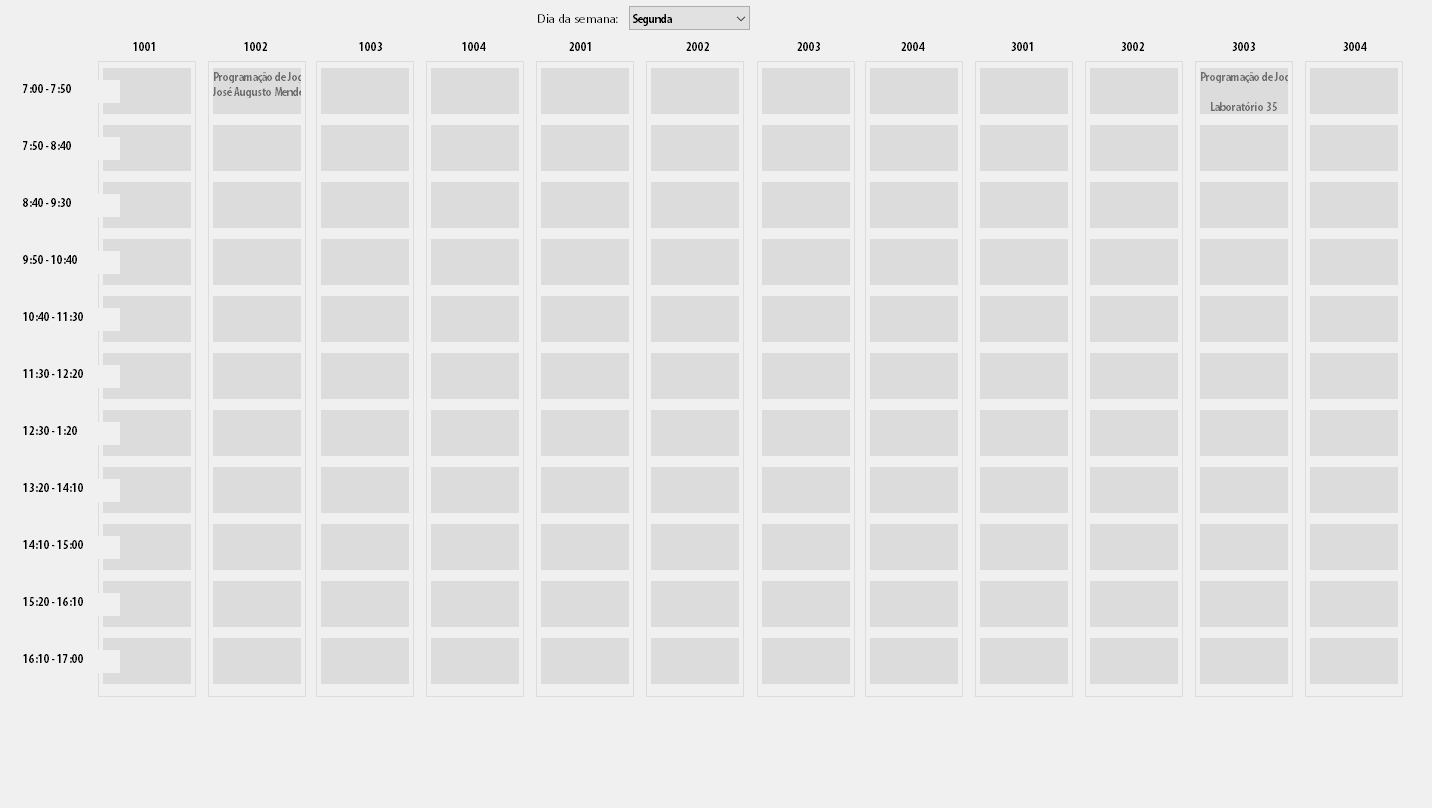 Dia da semana: Segunda
1001 1002 1003 1004 2001 2002 2003 2004 3001 3002 3003 3004
7:00 - 7:50 Programação de Jog Programação de Jog
José Augusto Mende
Laboratório 35
7:50 - 8:40
8:40 - 9:30
9:50 - 10:40
10:40 - 11:30
11:30 - 12:20
12:30 - 1:20
13:20 - 14:10
14:10 - 15:00
15:20 - 16:10
16:10 - 17:00